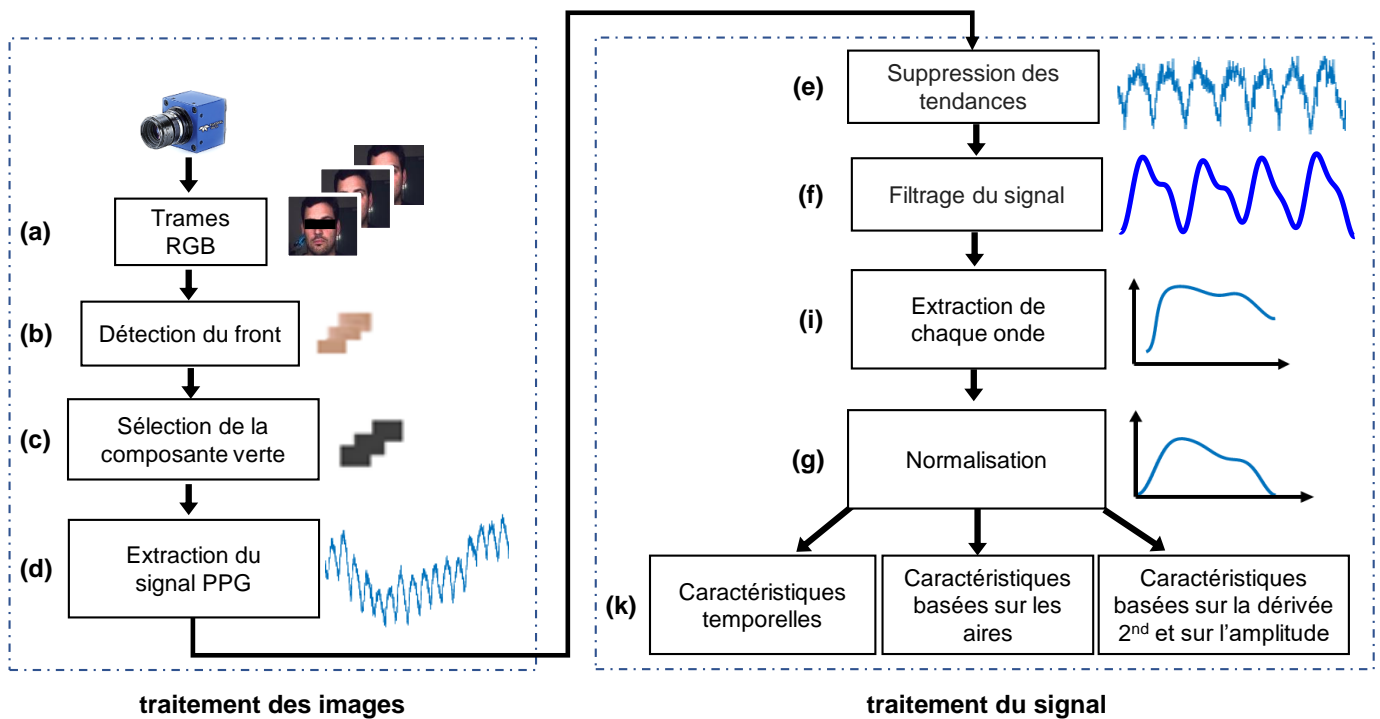 (a)
Trames
RGB
(b)
Détection du front
(c)
Sélection de la
composante verte
(d)
Extraction du
signal PPG
traitement des images
(e)
Suppression des
tendances
(f)
Filtrage du signal
(i)
Extraction de
chaque onde
(g)
Normalisation
(k)
Caractéristiques
temporelles
Caractéristiques
basées sur les
aires
Caractéristiques
basées sur la dérivée
2nd et sur l'amplitude
traitement du signal